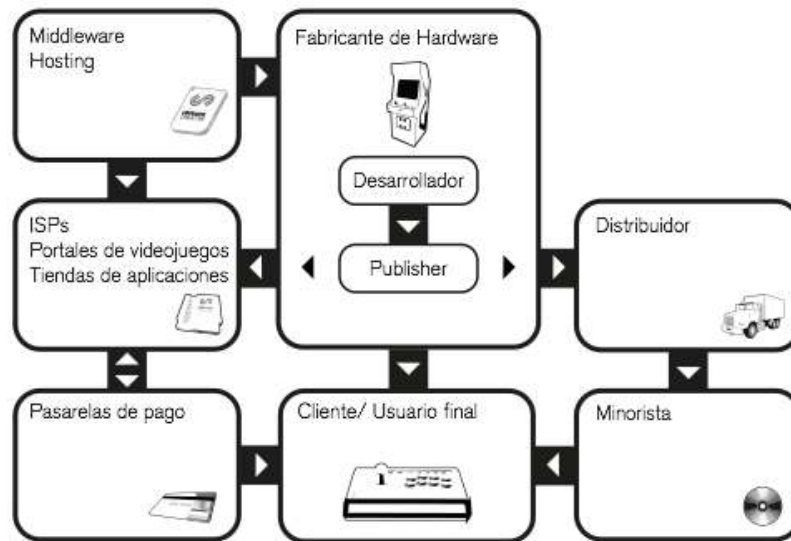 Middleware
Hosting
Fabricante de Hardware
Desarrollador
Publisher
ISPs
Portales de videojuegos
Tiendas de aplicaciones
Distribuidor
Pasarelas de pago
Cliente/ Usuario final
Minorista